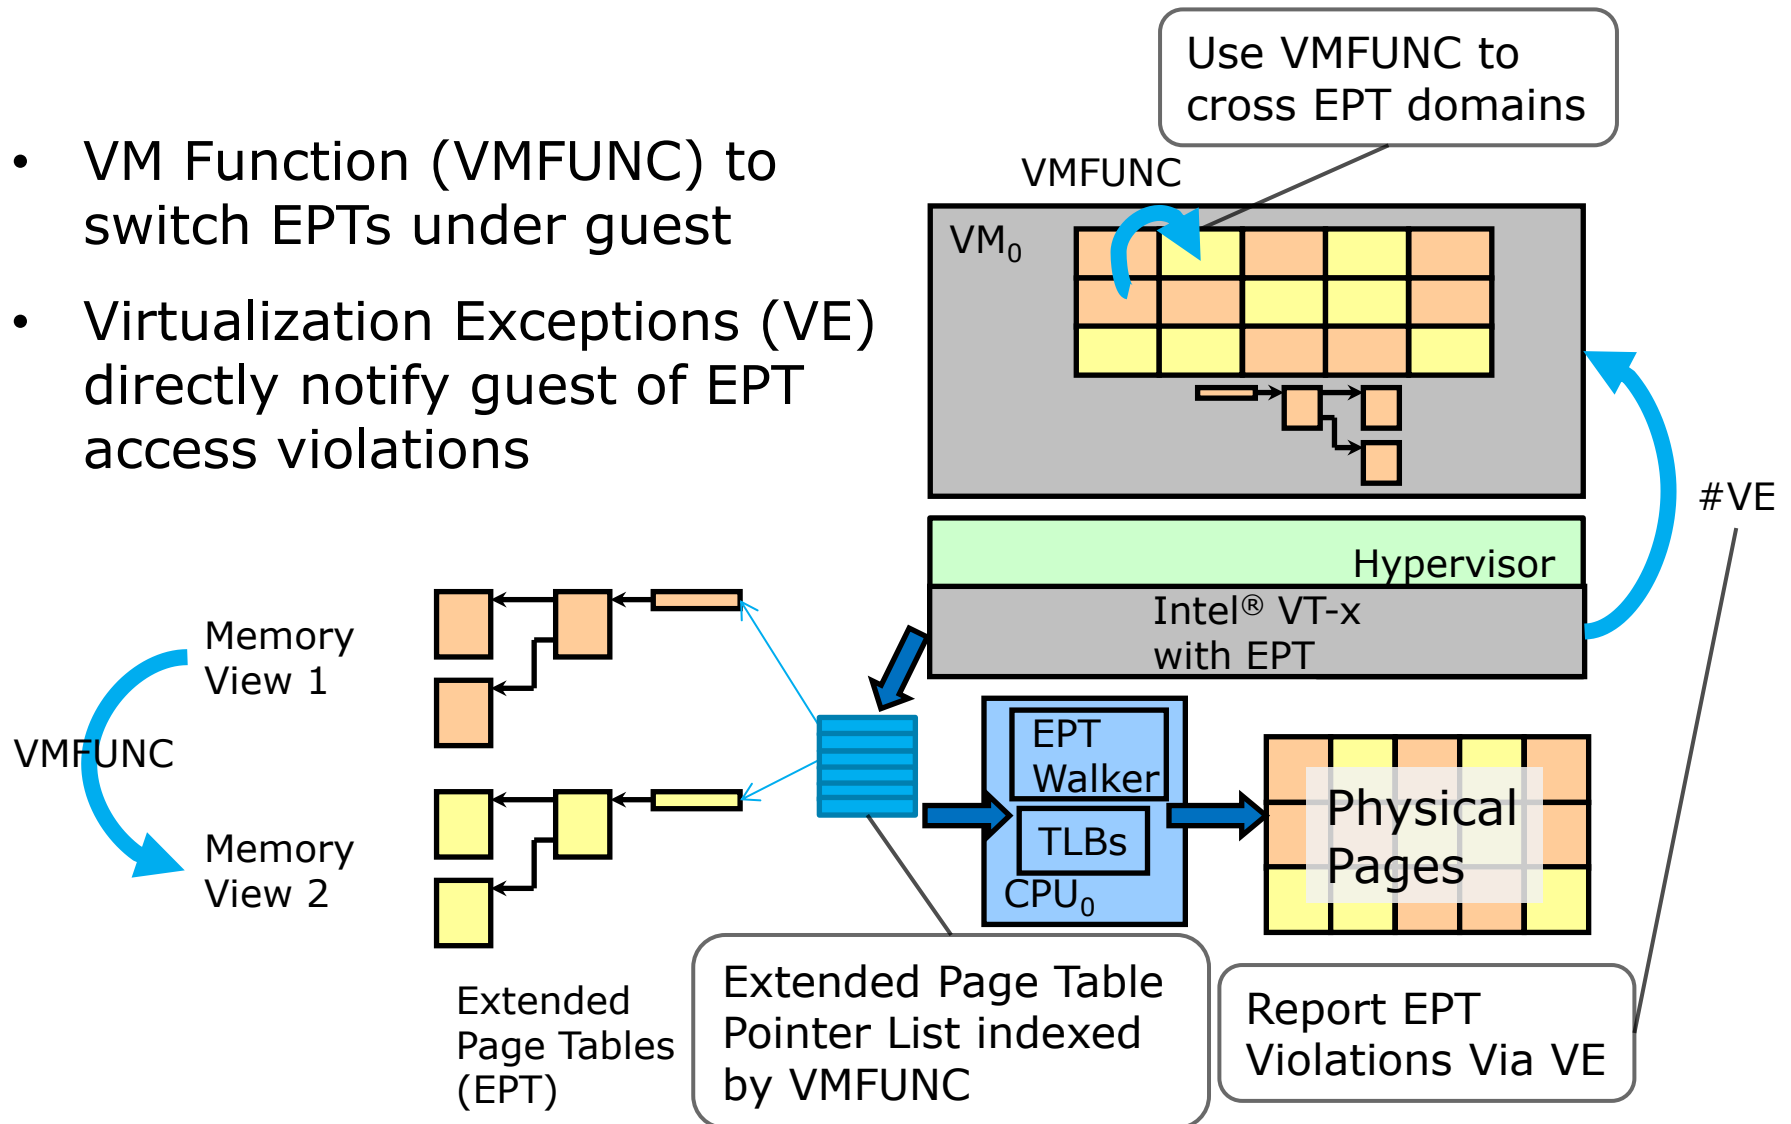 • VM Function (VMFUNC) to
switch EPTs under guest
• Virtualization Exceptions (VE)
directly notify guest of EPT
access violations
Use VMFUNC to
cross EPT domains
VMFUNC
VM₀
#VE
Hypervisor
Intel® VT-x
with EPT
Memory
View 1
VMFUNC
Memory
View 2
EPT
Walker
TLBs
CPU₀
Physical
Pages
Extended
Page Tables
(EPT)
Extended Page Table
Pointer List indexed
by VMFUNC
Report EPT
Violations Via VE